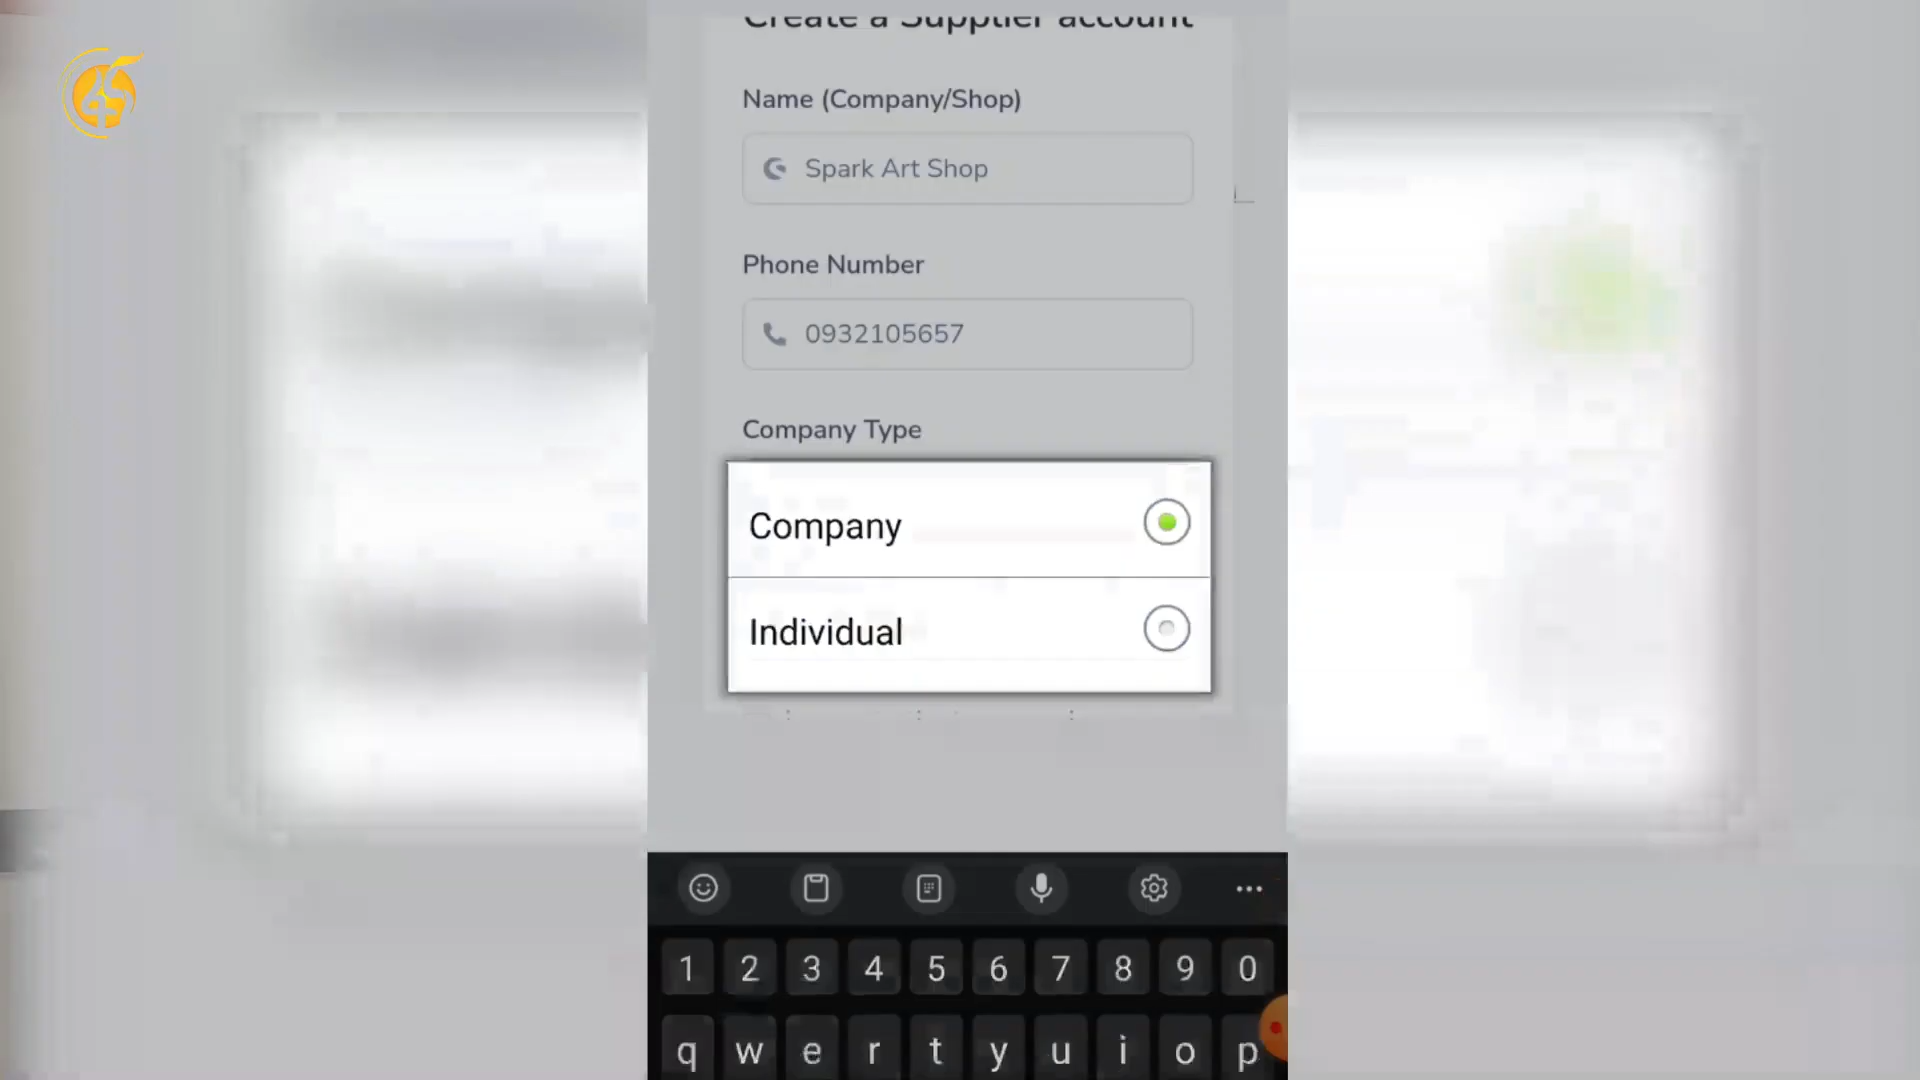 Create a Supplier account
Name (Company/Shop)
Spark Art Shop
Phone Number
0932105657
Company Type
Company
Individual
1 2 3 4 5 6 7 8 9 0
q w e r t y u i o p